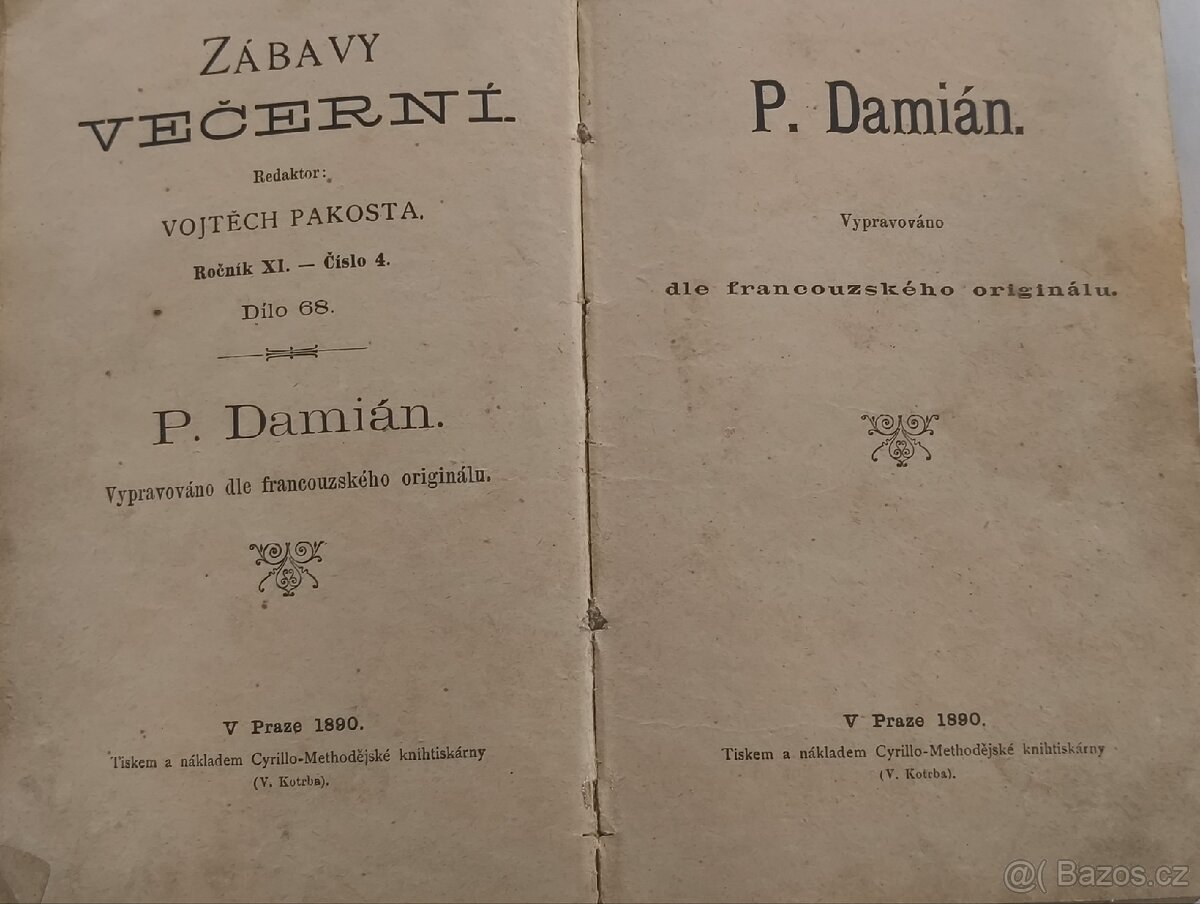 ZÁBAVY
VEČERNÍ.
Redaktor:
VOJTĚCH PAKOSTA.
Ročník XI. — Číslo 4.
Dílo 68.
P. Damián.
Vypravováno dle francouzského originálu.
V Praze 1890.
Tiskem a nákladem Cyrillo-Methodějské knihtiskárny
(V. Kotrba).
P. Damián.
Vypravováno
dle francouzského originálu.
V Praze 1890.
Tiskem a nákladem Cyrillo-Methodějské knihtiskárny
(V. Kotrba).
@( Bazos.cz